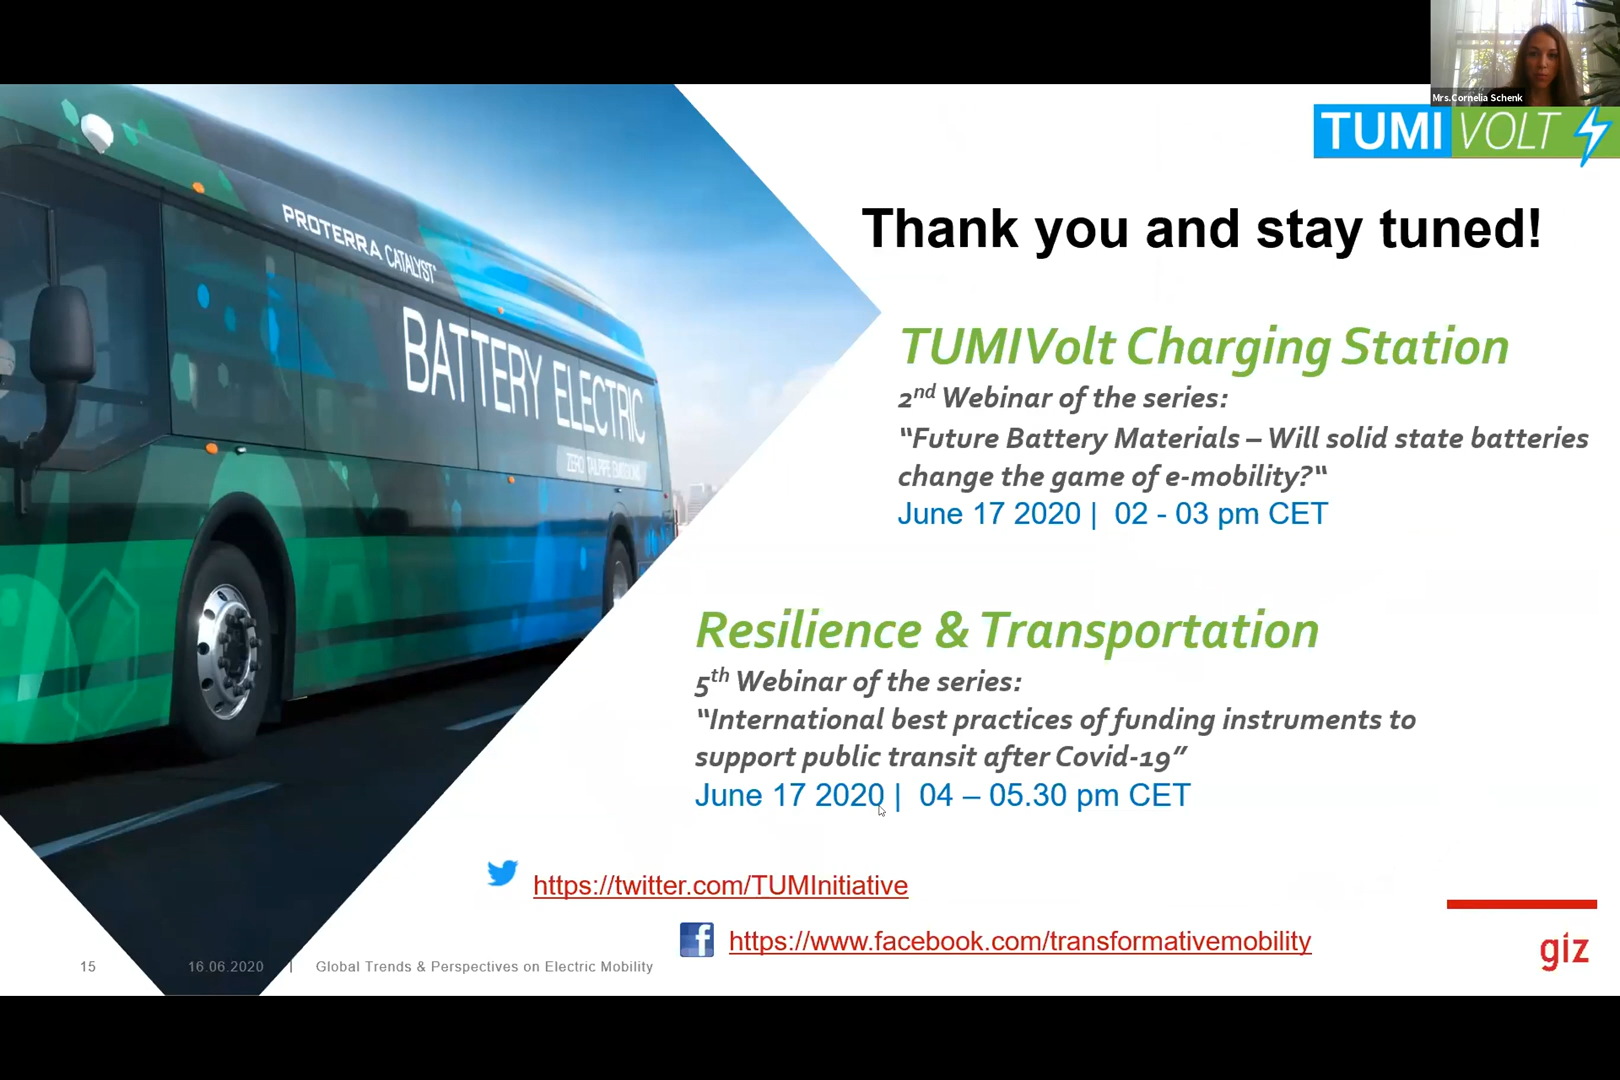 Mrs.Cornelia Schenk
TUMI VOLT
Thank you and stay tuned!
PROTERRA CATALYST
BATTERY ELECTRIC
ZERO TAILPIPE EMISSIONS
TUMIVolt Charging Station
2nd Webinar of the series:
“Future Battery Materials – Will solid state batteries
change the game of e-mobility?“
June 17 2020 | 02 - 03 pm CET
Resilience & Transportation
5th Webinar of the series:
“International best practices of funding instruments to
support public transit after Covid-19”
June 17 2020 | 04 – 05.30 pm CET
https://twitter.com/TUMInitiative
f https://www.facebook.com/transformativemobility
giz
15 16.06.2020 | Global Trends & Perspectives on Electric Mobility